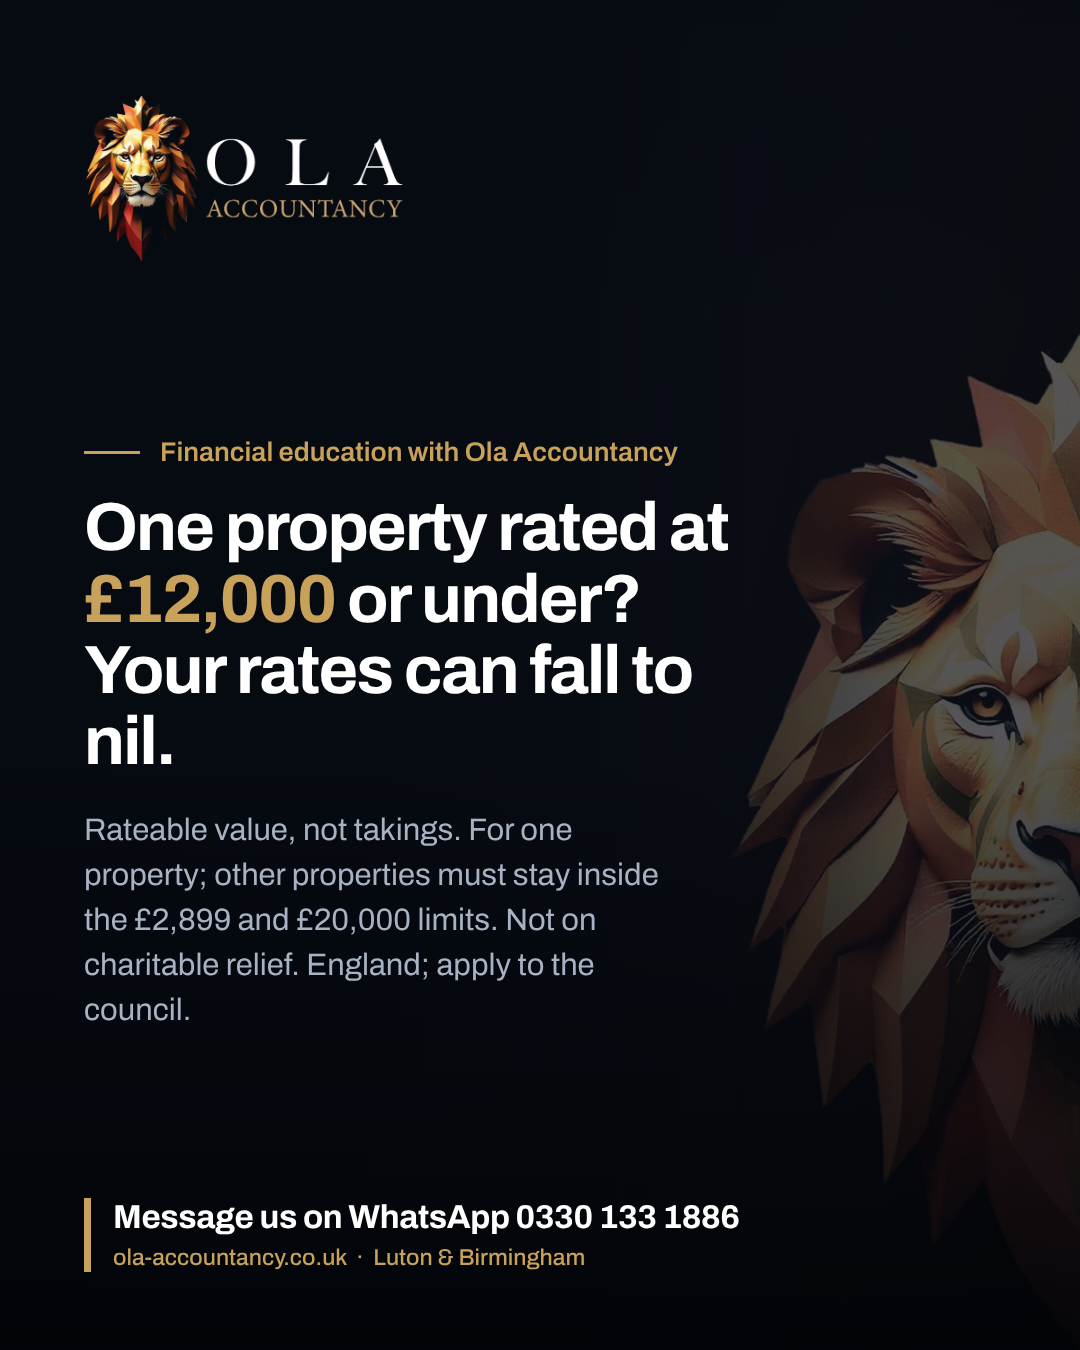 OLA
ACCOUNTANCY
Financial education with Ola Accountancy
One property rated at
£12,000 or under?
Your rates can fall to
nil.
Rateable value, not takings. For one
property; other properties must stay inside
the £2,899 and £20,000 limits. Not on
charitable relief. England; apply to the
council.
Message us on WhatsApp 0330 133 1886
ola-accountancy.co.uk · Luton & Birmingham